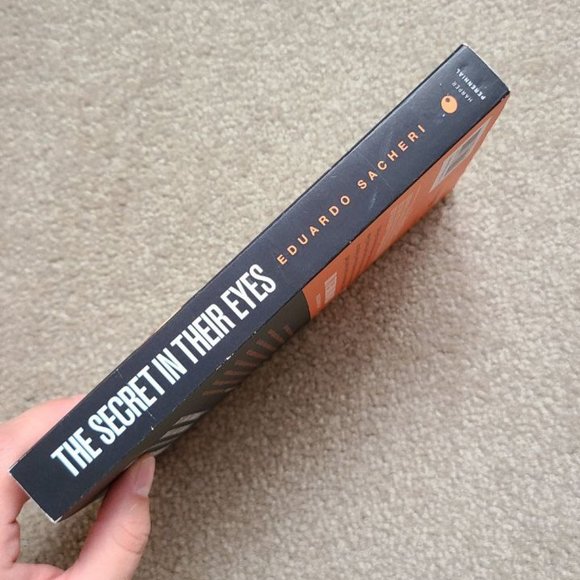 THE SECRET IN THEIR EYES
EDUARDO SACHERI
HARPER
PERENNIAL